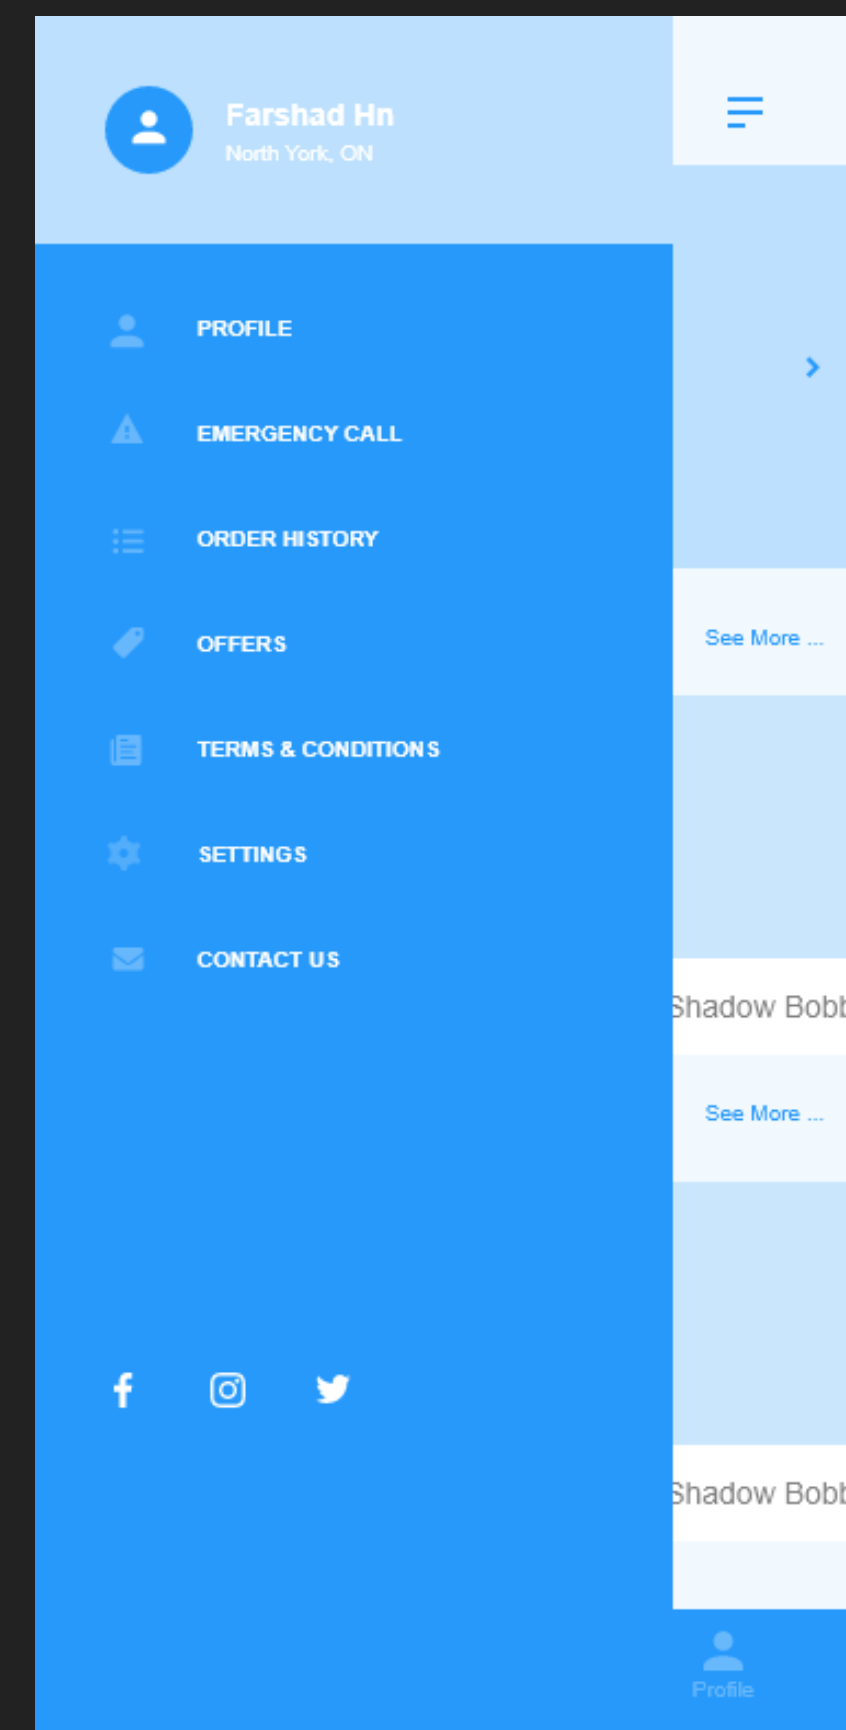 Farshad Hn
North York, ON
PROFILE
EMERGENCY CALL
ORDER HISTORY
OFFERS
TERMS & CONDITIONS
SETTINGS
CONTACT US
See More ...
Shadow Bobb
See More ...
Shadow Bobb
Profile